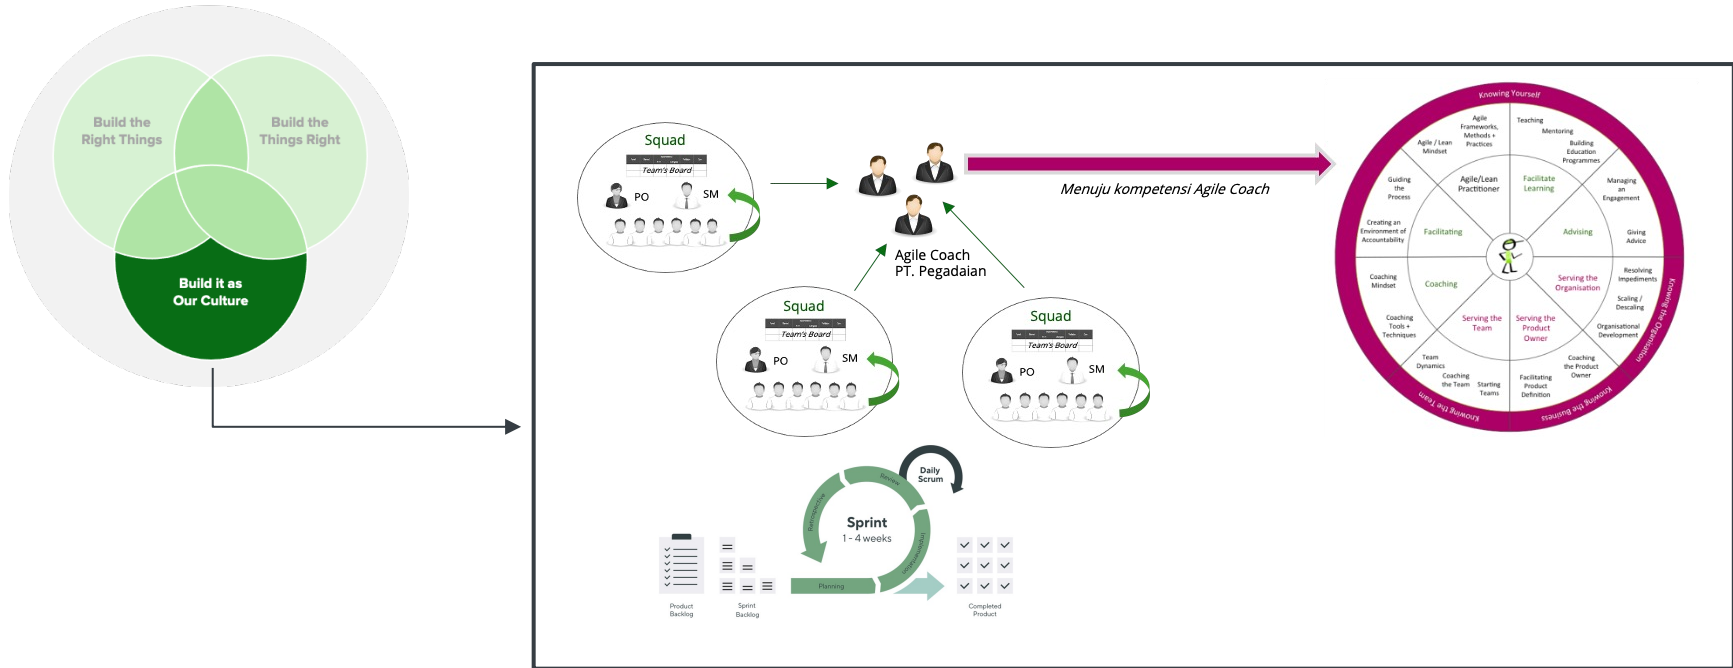 Build the
Right Things
Build the
Things Right
Build it as
Our Culture
Squad
Team's Board
PO
SM
Squad
Team's Board
PO
SM
Squad
Team's Board
PO
SM
Agile Coach
PT. Pegadaian
Menuju kompetensi Agile Coach
Daily
Scrum
Review
Retrospective
Implementation
Planning
Sprint
1 - 4 weeks
Product
Backlog
Sprint
Backlog
Completed
Product
Knowing Yourself
Knowing the Organisation
Knowing the Business
Knowing the Team
Agile
Frameworks,
Methods +
Practices
Agile / Lean
Mindset
Teaching
Mentoring
Building
Education
Programmes
Guiding
the
Process
Creating an
Environment of
Accountability
Managing
an
Engagement
Giving
Advice
Agile/Lean
Practitioner
Facilitate
Learning
Facilitating
Advising
Coaching
Serving the
Organisation
Serving the
Team
Serving the
Product
Owner
Coaching
Mindset
Coaching
Tools +
Techniques
Resolving
Impediments
Scaling /
Descaling
Organisational
Development
Team
Dynamics
Coaching
the Team
Starting
Teams
Facilitating
Product
Definition
Coaching
the Product
Owner